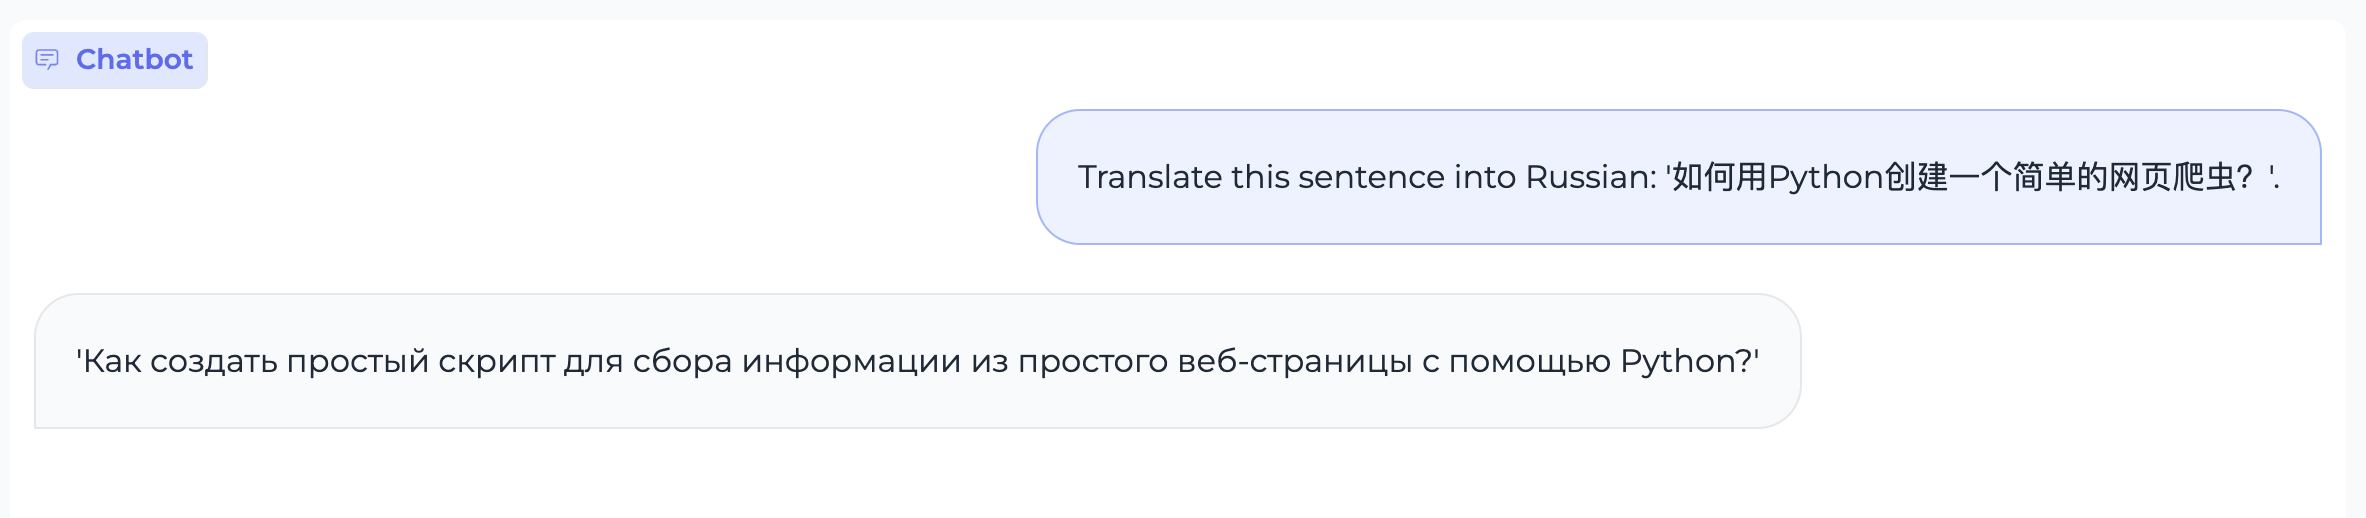 Chatbot
Translate this sentence into Russian: '如何用Python创建一个简单的网页爬虫？'.
'Как создать простый скрипт для сбора информации из простого веб-страницы с помощью Python?'